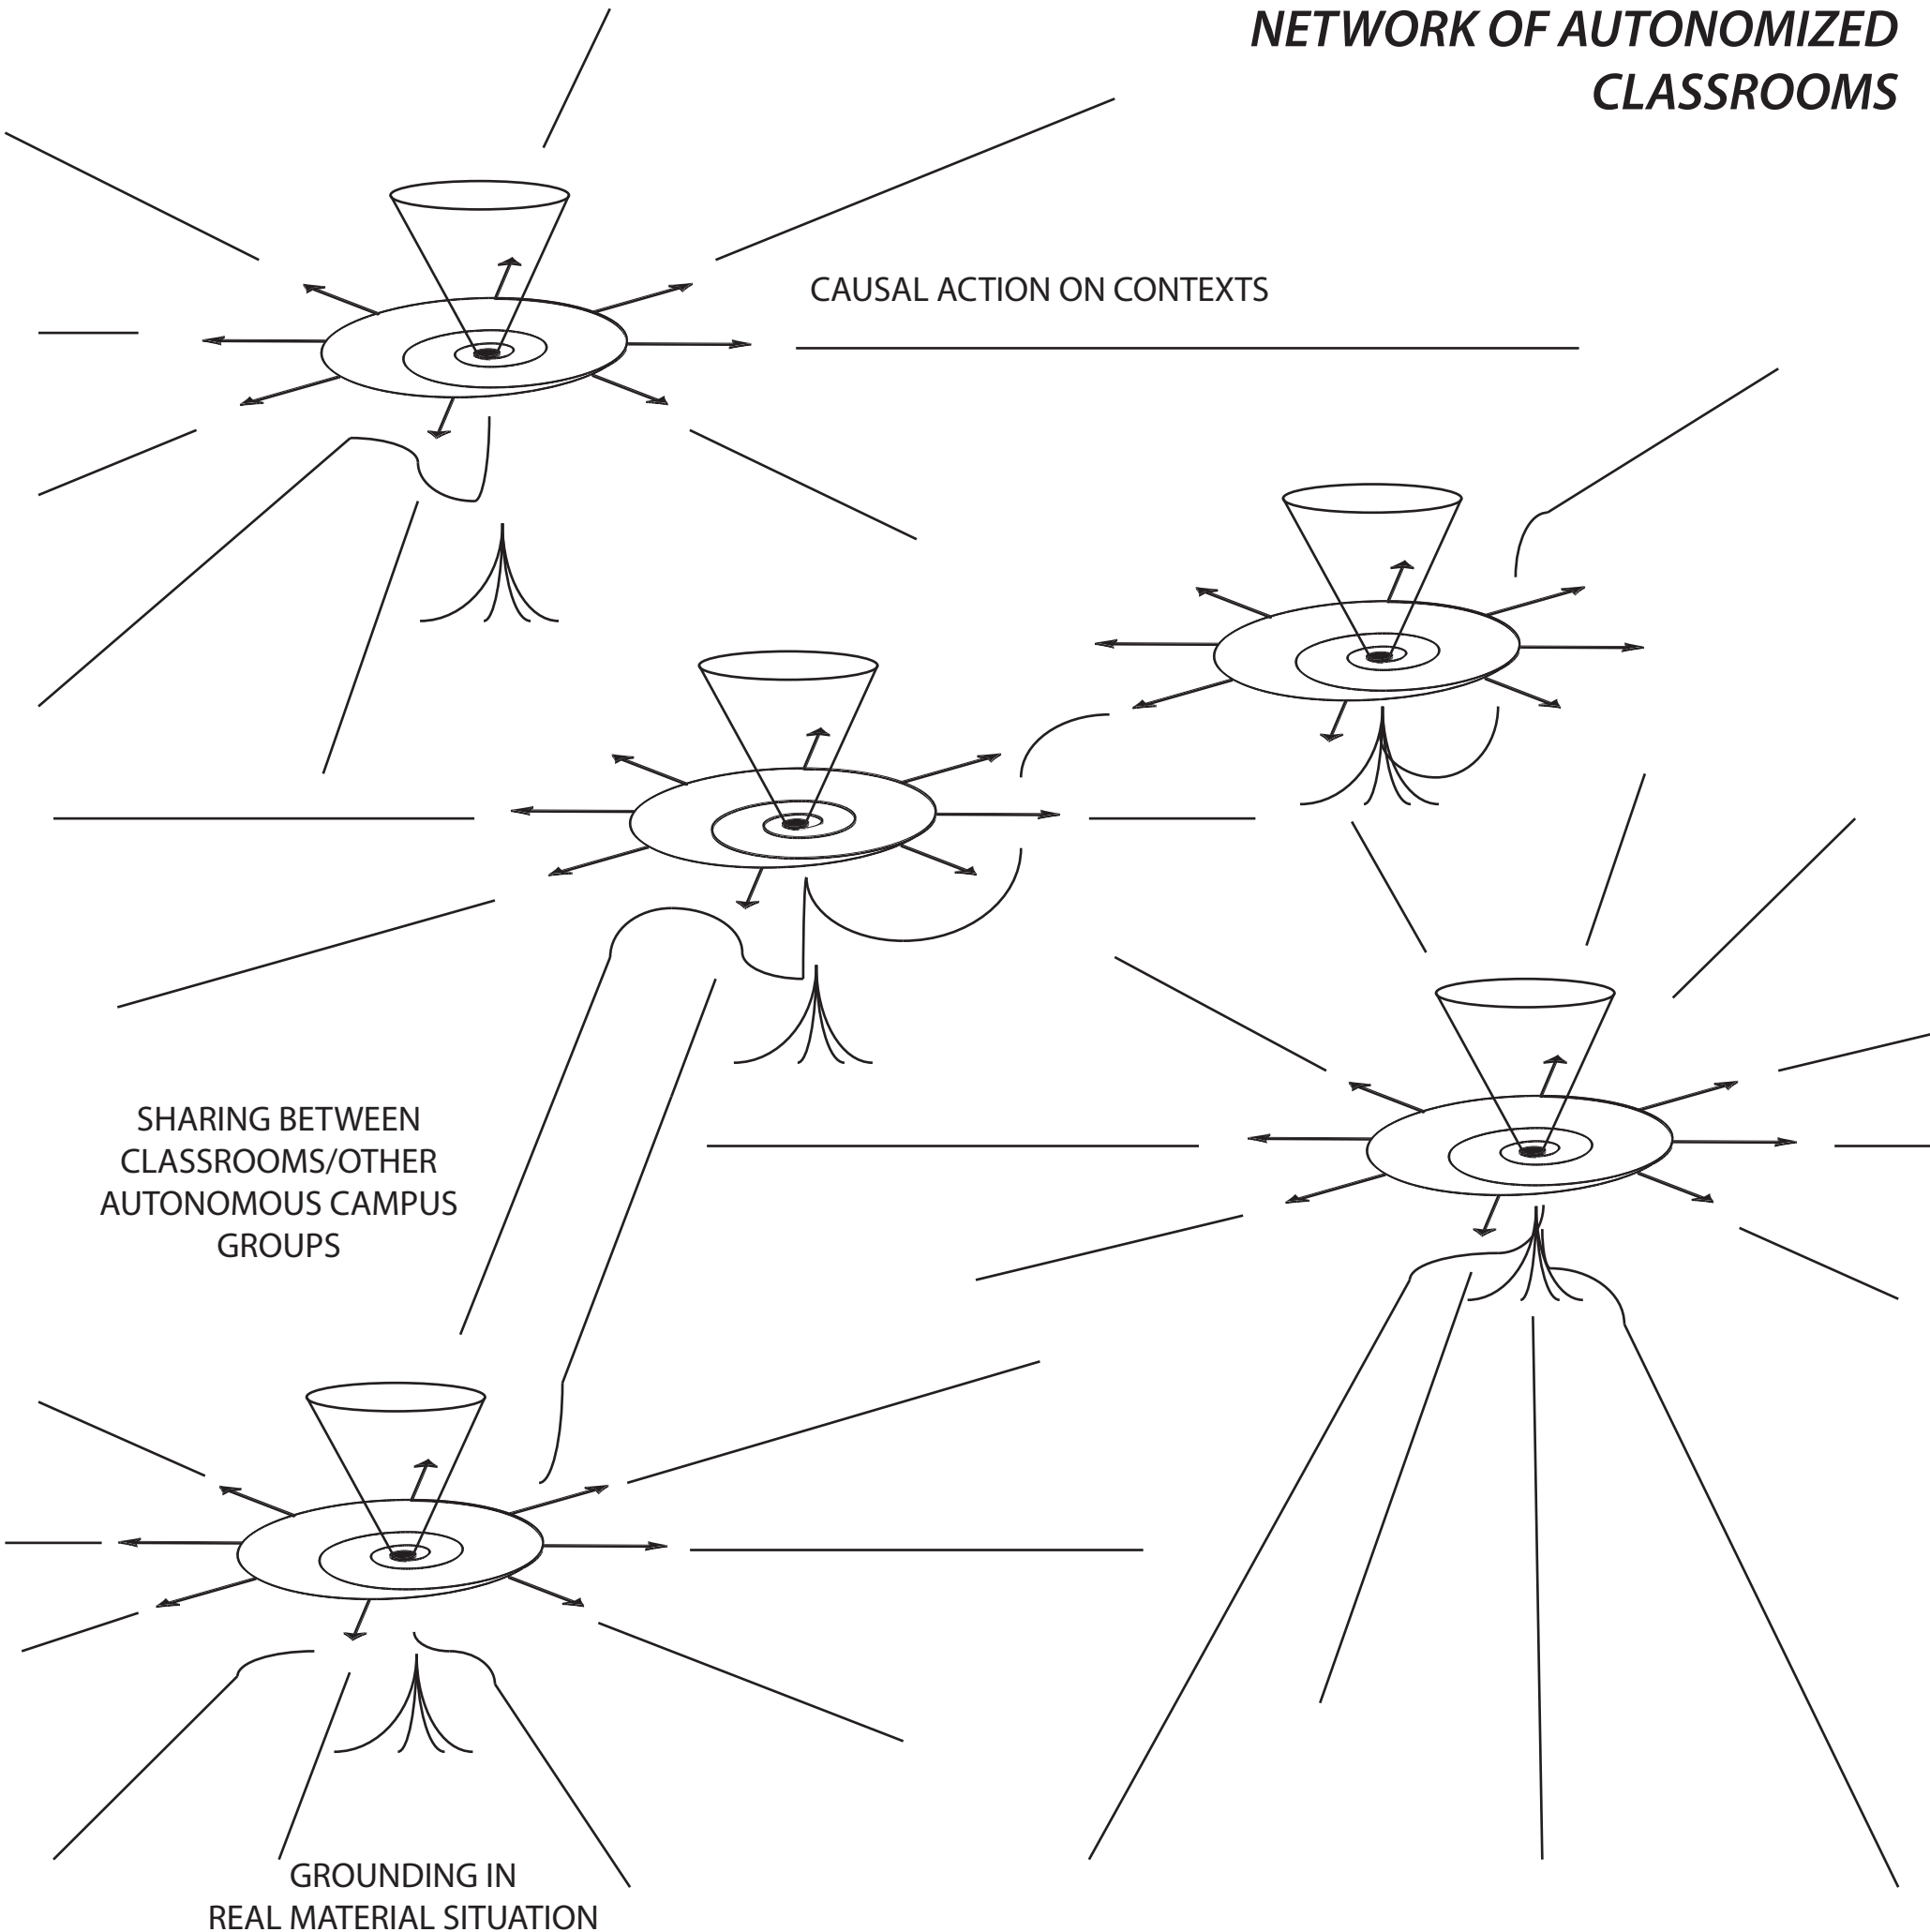 NETWORK OF AUTONOMIZED
CLASSROOMS
CAUSAL ACTION ON CONTEXTS
SHARING BETWEEN
CLASSROOMS/OTHER
AUTONOMOUS CAMPUS
GROUPS
GROUNDING IN
REAL MATERIAL SITUATION